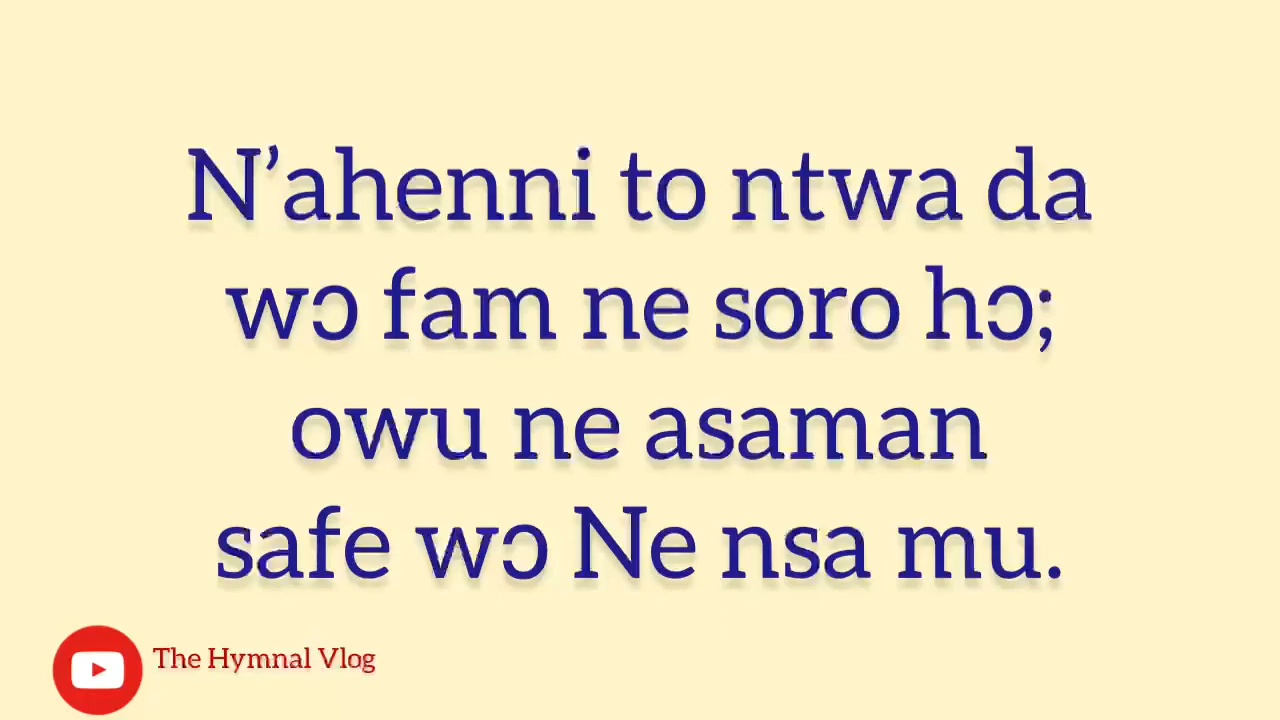 N’ahenni to ntwa da
wɔ fam ne soro hɔ;
owu ne asaman
safe wɔ Ne nsa mu.
The Hymnal Vlog